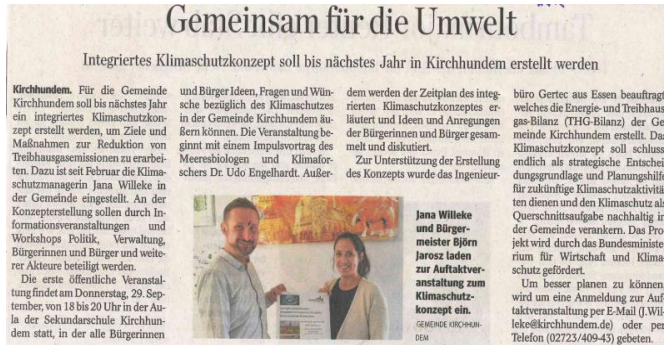 Gemeinsam für die Umwelt
Integriertes Klimaschutzkonzept soll bis nächstes Jahr in Kirchhundem erstellt werden
Kirchhundem. Für die Gemeinde
Kirchhundem soll bis nächstes Jahr
ein integriertes Klimaschutzkon-
zept erstellt werden, um Ziele und
Maßnahmen zur Reduktion von
Treibhausgasemissionen zu erarbei-
ten. Dazu ist seit Februar die Klima-
schutzmanagerin Jana Willeke in
der Gemeinde eingestellt. An der
Konzepterstellung sollen durch In-
formationsveranstaltungen und
Workshops Politik, Verwaltung,
Bürgerinnen und Bürger und weite-
rer Akteure beteiligt werden.
Die erste öffentliche Veranstal-
tung findet am Donnerstag, 29. Sep-
tember, von 18 bis 20 Uhr in der Au-
la der Sekundarschule Kirchhun-
dem statt, in der alle Bürgerinnen
und Bürger Ideen, Fragen und Wün-
sche bezüglich des Klimaschutzes
in der Gemeinde Kirchhundem äu-
ßern können. Die Veranstaltung be-
ginnt mit einem Impulsvortrag des
Meeresbiologen und Klimafor-
schers Dr. Udo Engelhardt. Außer-
dem werden der Zeitplan des integ-
rierten Klimaschutzkonzeptes er-
läutert und Ideen und Anregungen
der Bürgerinnen und Bürger gesam-
melt und diskutiert.
Zur Unterstützung der Erstellung
des Konzepts wurde das Ingenieur-
Jana Willeke
und Bürger-
meister Björn
Jarosz laden
zur Auftaktver-
anstaltung zum
Klimaschutz-
konzept ein.
GEMEINDE KIRCHHUN-
DEM
büro Gertec aus Essen beauftragt,
welches die Energie- und Treibhaus
gas-Bilanz (THG-Bilanz) der Ge
meinde Kirchhundem erstellt. Das
Klimaschutzkonzept soll schluss
endlich als strategische Entschei
dungsgrundlage und Planungshilfe
für zukünftige Klimaschutzaktivitä
ten dienen und den Klimaschutz als
Querschnittsaufgabe nachhaltig in
der Gemeinde verankern. Das Pro
jekt wird durch das Bundesministe
rium für Wirtschaft und Klima
schutz gefördert.
Um besser planen zu können,
wird um eine Anmeldung zur Auf
taktveranstaltung per E-Mail (J.Wil-
leke@kirchhundem.de) oder per
Telefon (02723/409-43) gebeten.